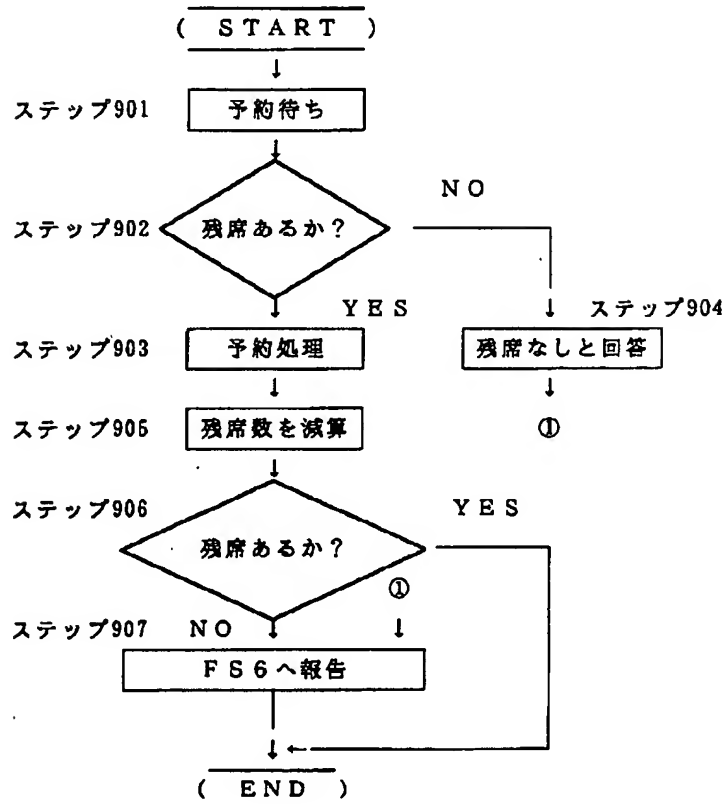 ( START )
ステップ901
予約待ち
NO
ステップ902
残席あるか?
YES
ステップ904
ステップ903
予約処理
残席なしと回答
ステップ905
残席数を減算
①
ステップ906
YES
残席あるか?
①
ステップ907
NO
FS6へ報告
( END )